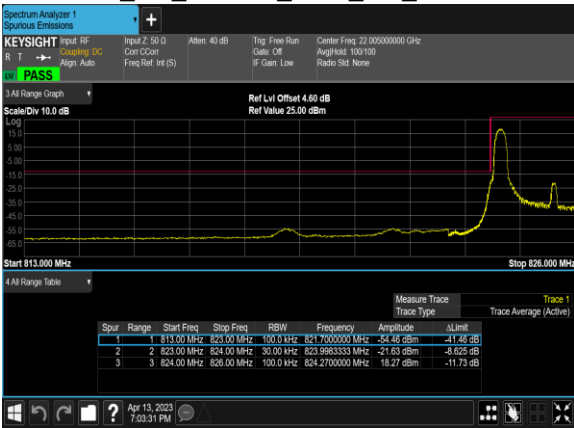 Spectrum Analyzer 1
Spurious Emissions
KEYSIGHT Input: RF Input Z: 50 Ω Atten: 40 dB Trig: Free Run Center Freq: 22.005000000 GHz
R T Coupling: DC Corr CCorr Gate: Off Avg|Hold: 100/100
Align: Auto Freq Ref: Int (S) IF Gain: Low Radio Std: None
PASS
3 All Range Graph
Ref Lvl Offset 4.60 dB
Scale/Div 10.0 dB Ref Value 25.00 dBm
Log
15.0
5.00
-5.00
-15.0
-25.0
-35.0
-45.0
-55.0
-65.0
Start 813.000 MHz Stop 826.000 MHz
4 All Range Table
Measure Trace Trace 1
Trace Type Trace Average (Active)
Spur Range Start Freq Stop Freq RBW Frequency Amplitude ΔLimit
1 1 813.00 MHz 823.00 MHz 100.0 kHz 821.7000000 MHz -54.46 dBm -41.46 dB
2 2 823.00 MHz 824.00 MHz 30.00 kHz 823.9983333 MHz -21.63 dBm -8.625 dB
3 3 824.00 MHz 826.00 MHz 100.0 kHz 824.2700000 MHz 18.27 dBm -11.73 dB
? Apr 13, 2023
7:03:31 PM